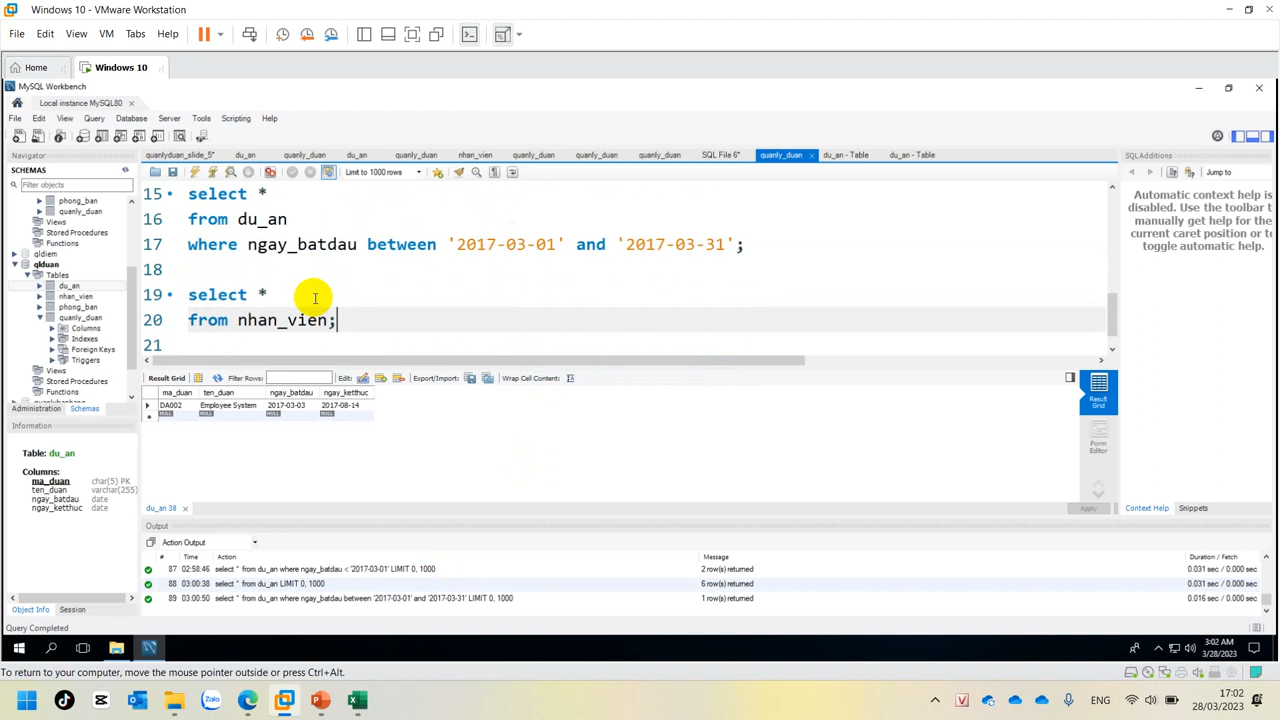 Windows 10 - VMware Workstation
File Edit View VM Tabs Help
Home Windows 10
MySQL Workbench
Local instance MySQL80
File Edit View Query Database Server Tools Scripting Help
Navigator
quanlyduan_slide_5* du_an quanly_duan du_an quanly_duan nhan_vien quanly_duan quanly_duan quanly_duan SQL File 6* quanly_duan du_an - Table du_an - Table
SQLAdditions
SCHEMAS
Limit to 1000 rows
Jump to
Filter objects
phong_ban
quanly_duan
Views
Stored Procedures
Functions
qldiem
qlduan
Tables
du_an
nhan_vien
phong_ban
quanly_duan
Columns
Indexes
Foreign Keys
Triggers
Views
Stored Procedures
Functions
Administration Schemas
Information
Table: du_an
Columns:
ma_duan char(5) PK
ten_duan varchar(255)
ngay_batdau date
ngay_ketthuc date
Object Info Session
15 select *
16 from du_an
17 where ngay_batdau between '2017-03-01' and '2017-03-31';
18
19 select *
20 from nhan_vien;
21
Automatic context help is
disabled. Use the toolbar to
manually get help for the
current caret position or to
toggle automatic help.
Result Grid Filter Rows: Edit: Export/Import: Wrap Cell Content:
ma_duan ten_duan ngay_batdau ngay_ketthuc
DA002 Employee System 2017-03-03 2017-08-14
NULL NULL NULL NULL
Result
Grid
Form
Editor
du_an 38
Apply
Context Help Snippets
Output
Action Output
# Time Action Message Duration / Fetch
87 02:58:46 select * from du_an where ngay_batdau < '2017-03-01' LIMIT 0, 1000 2 row(s) returned 0.031 sec / 0.000 sec
88 03:00:38 select * from du_an LIMIT 0, 1000 6 row(s) returned 0.031 sec / 0.000 sec
89 03:00:50 select * from du_an where ngay_batdau between '2017-03-01' and '2017-03-31' LIMIT 0, 1000 1 row(s) returned 0.016 sec / 0.000 sec
Query Completed
3:02 AM
3/28/2023
To return to your computer, move the mouse pointer outside or press Ctrl+Alt.
Zalo
ENG
17:02
28/03/2023